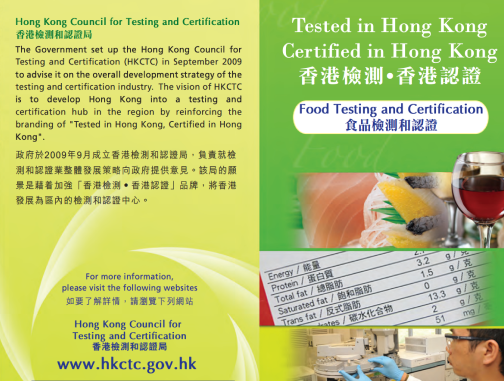 Hong Kong Council for Testing and Certification
香港檢測和認證局
The Government set up the Hong Kong Council for
Testing and Certification (HKCTC) in September 2009
to advise it on the overall development strategy of the
testing and certification industry. The vision of HKCTC
is to develop Hong Kong into a testing and
certification hub in the region by reinforcing the
branding of "Tested in Hong Kong, Certified in Hong
Kong".
政府於2009年9月成立香港檢測和認證局，負責就檢
測和認證業整體發展策略向政府提供意見。該局的願
景是藉着加強「香港檢測•香港認證」品牌，將香港
發展為區內的檢測和認證中心。
For more information,
please visit the following websites
如要了解詳情，請瀏覽下列網站
Hong Kong Council for
Testing and Certification
香港檢測和認證局
www.hkctc.gov.hk
Tested in Hong Kong
Certified in Hong Kong
香港檢測•香港認證
Food Testing and Certification
食品檢測和認證
food
Energy / 能量
Protein / 蛋白質 3.2 g / 克
Total fat / 總脂肪 1.5 g / 克
Saturated fat / 飽和脂肪 0 g / 克
Trans fat / 反式脂肪 13.3 g / 克
碳水化合物 2 g / 克
51 mg